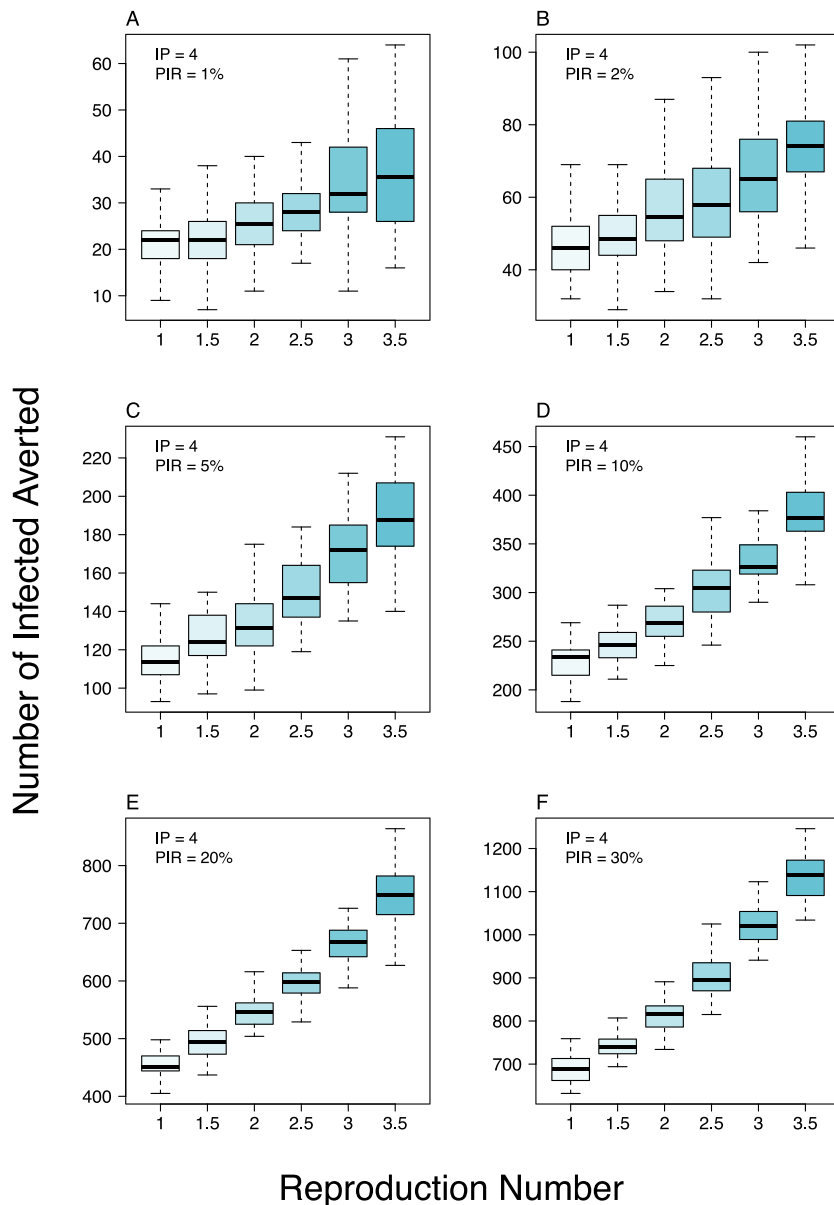 A
IP = 4
PIR = 1%
60
50
40
30
20
10
1 1.5 2 2.5 3 3.5
B
IP = 4
PIR = 2%
100
80
60
40
1 1.5 2 2.5 3 3.5
C
IP = 4
PIR = 5%
220
200
180
160
140
120
100
1 1.5 2 2.5 3 3.5
D
IP = 4
PIR = 10%
450
400
350
300
250
200
1 1.5 2 2.5 3 3.5
E
IP = 4
PIR = 20%
800
700
600
500
400
1 1.5 2 2.5 3 3.5
F
IP = 4
PIR = 30%
1200
1100
1000
900
800
700
1 1.5 2 2.5 3 3.5
Number of Infected Averted
Reproduction Number